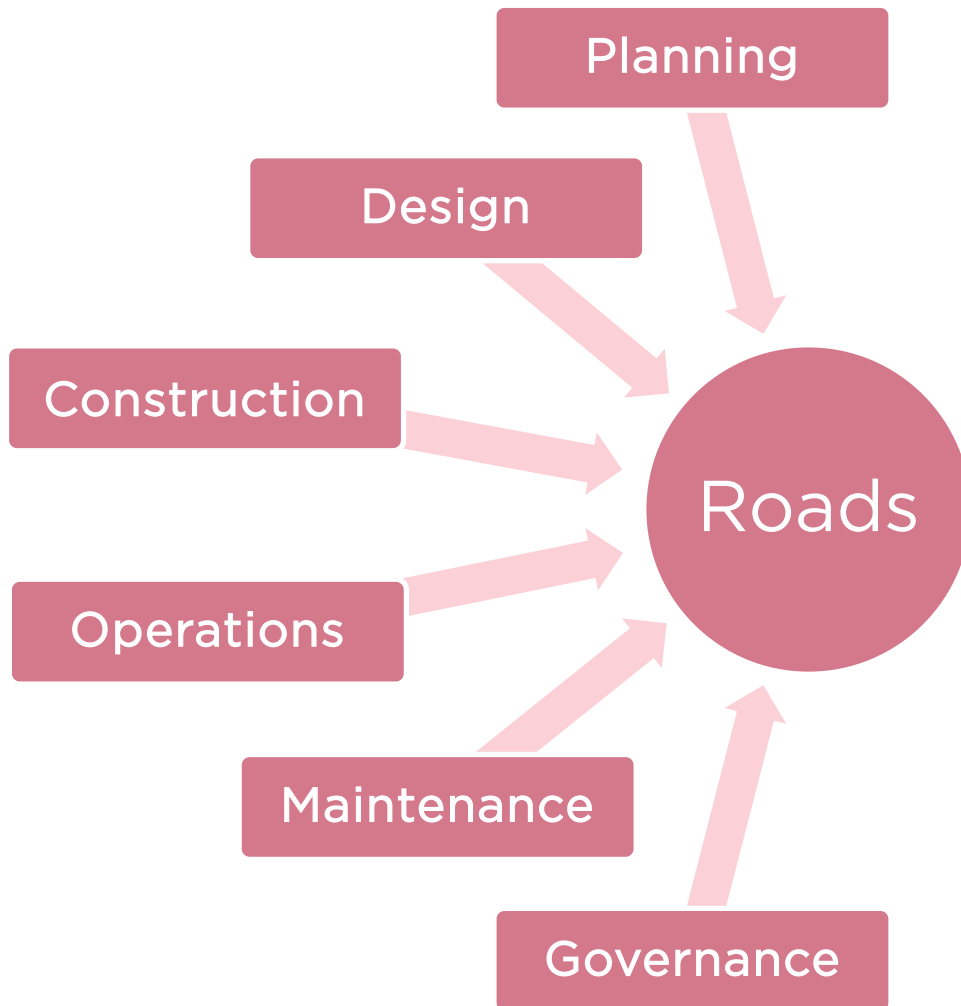 Planning
Design
Construction
Roads
Operations
Maintenance
Governance